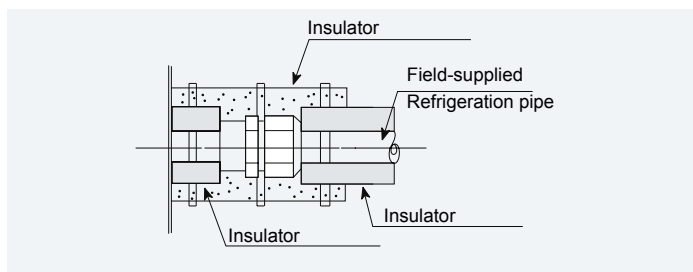 Insulator
Field-supplied
Refrigeration pipe
Insulator
Insulator